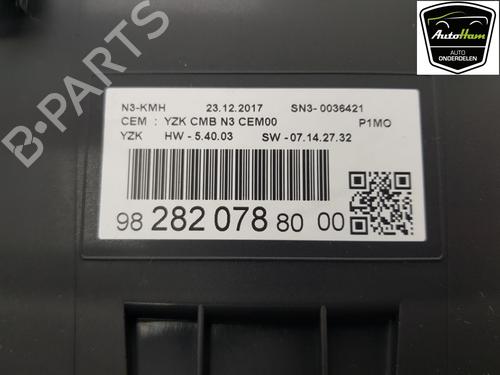 B-PARTS
AutoHam
AUTO
ONDERDELEN
N3-KMH 23.12.2017 SN3- 0036421
CEM : YZK CMB N3 CEM00 P1MO
YZK HW - 5.40.03 SW -07.14.27.32
98 282 078 80 00